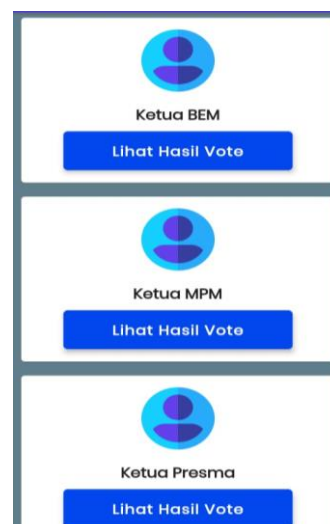 Ketua BEM
Lihat Hasil Vote
Ketua MPM
Lihat Hasil Vote
Ketua Presma
Lihat Hasil Vote